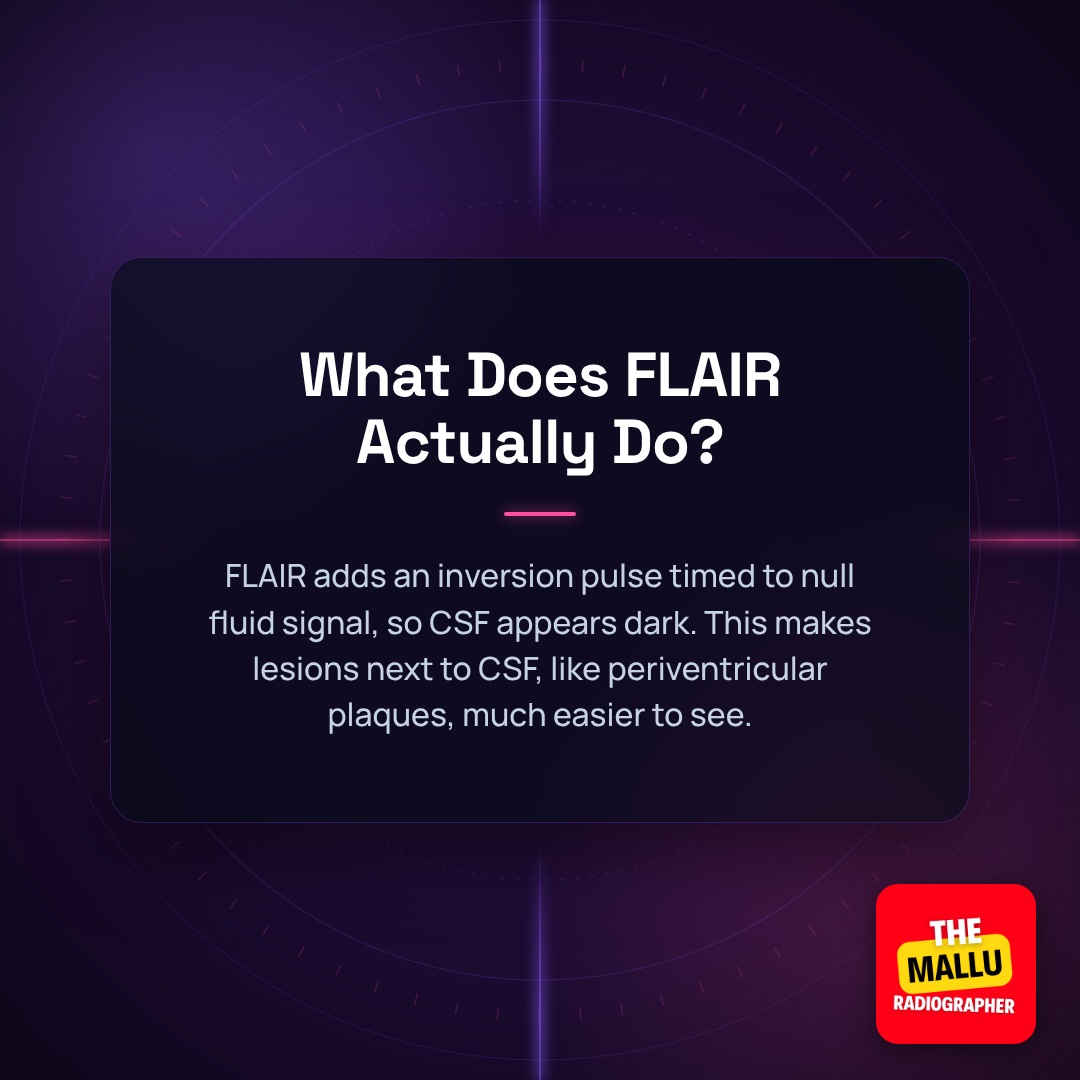 What Does FLAIR
Actually Do?
FLAIR adds an inversion pulse timed to null
fluid signal, so CSF appears dark. This makes
lesions next to CSF, like periventricular
plaques, much easier to see.
THE
MALLU
RADIOGRAPHER